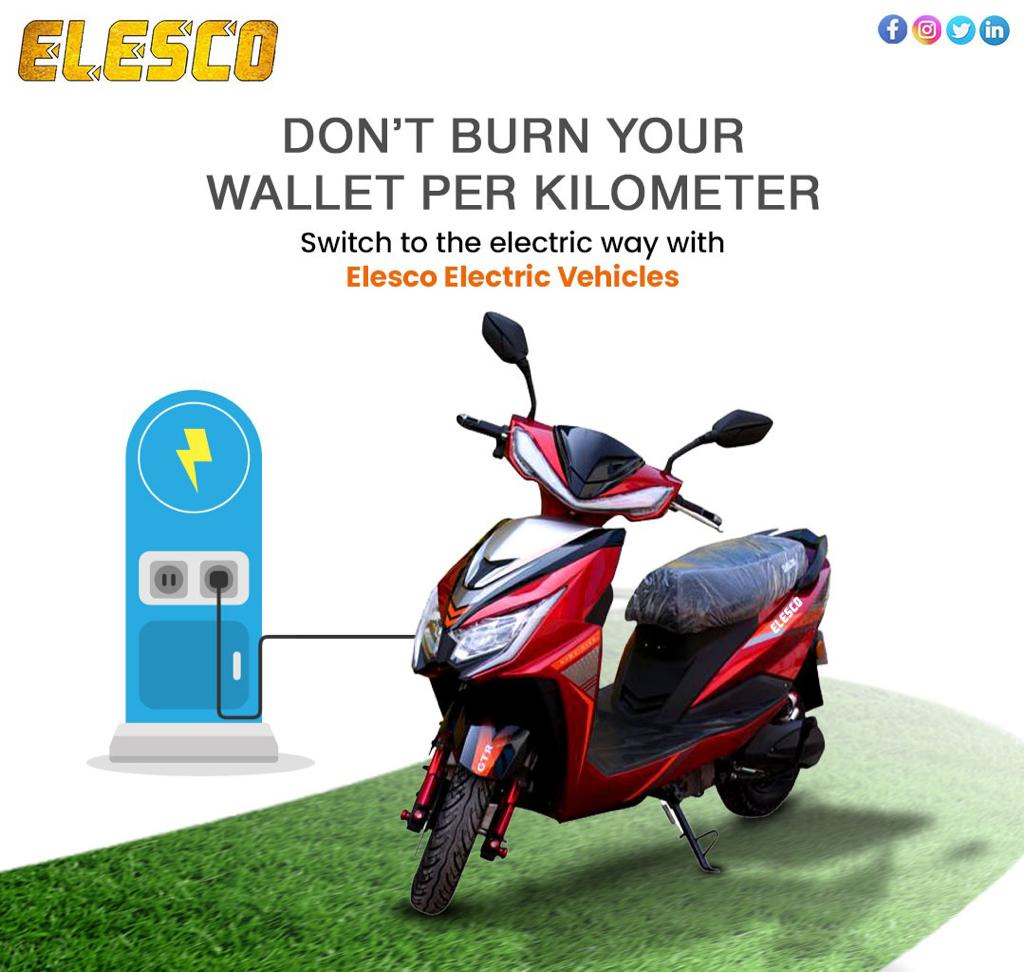 ELESCO
DON'T BURN YOUR
WALLET PER KILOMETER
Switch to the electric way with
Elesco Electric Vehicles
ELESCO
GTR